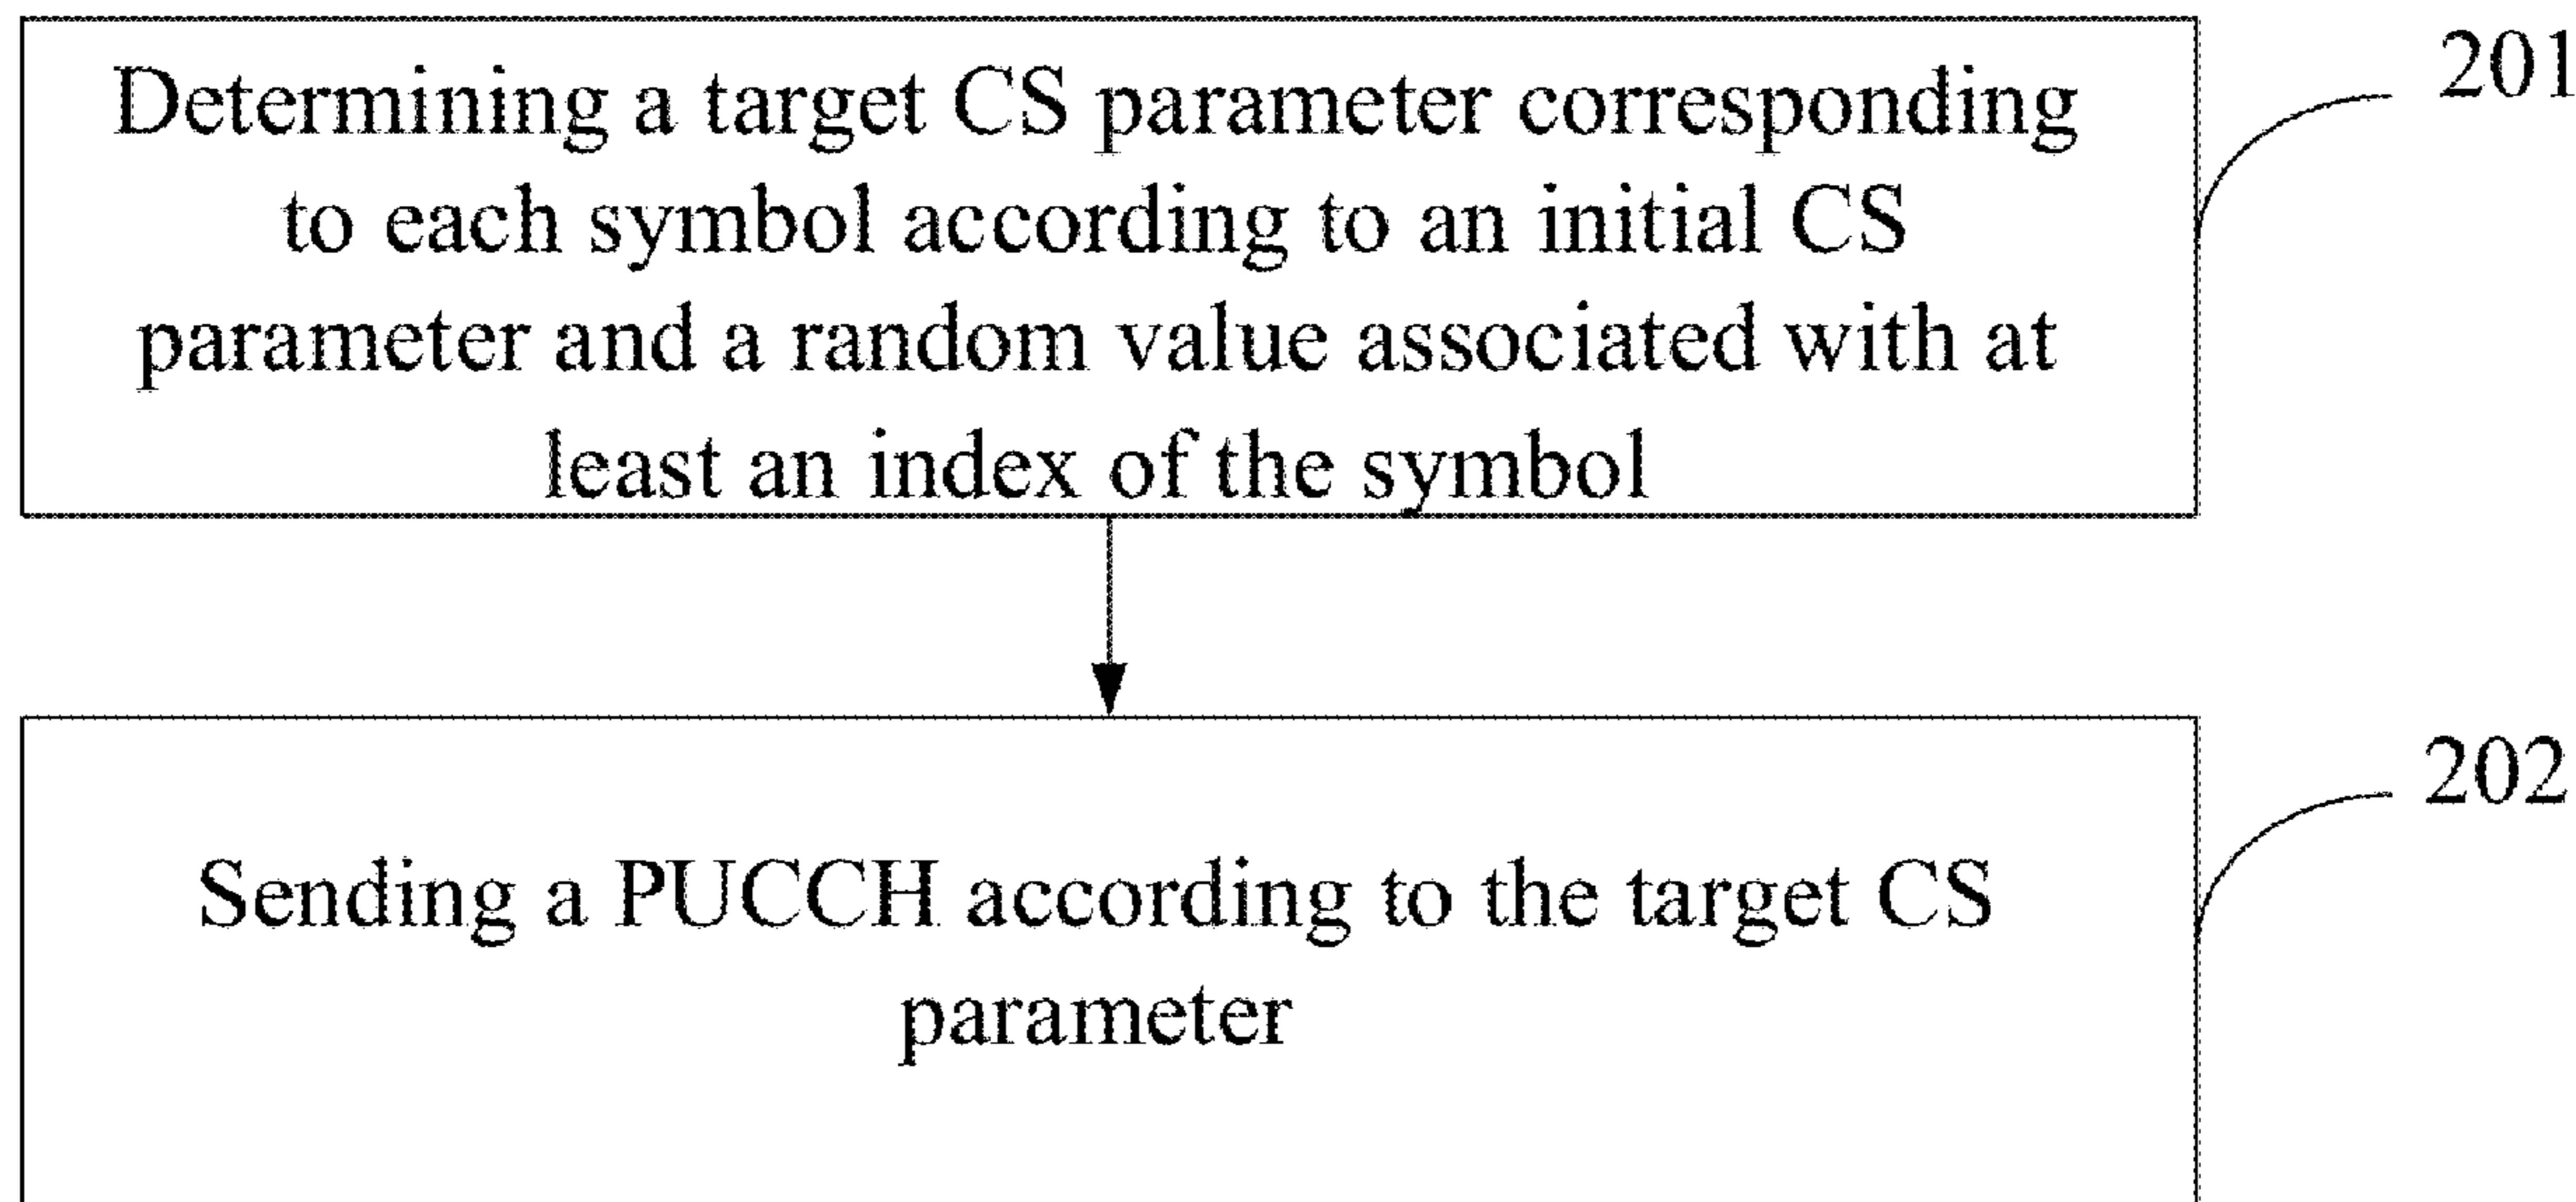 Determining a target CS parameter corresponding
to each symbol according to an initial CS
parameter and a random value associated with at
least an index of the symbol
201
Sending a PUCCH according to the target CS
parameter
202